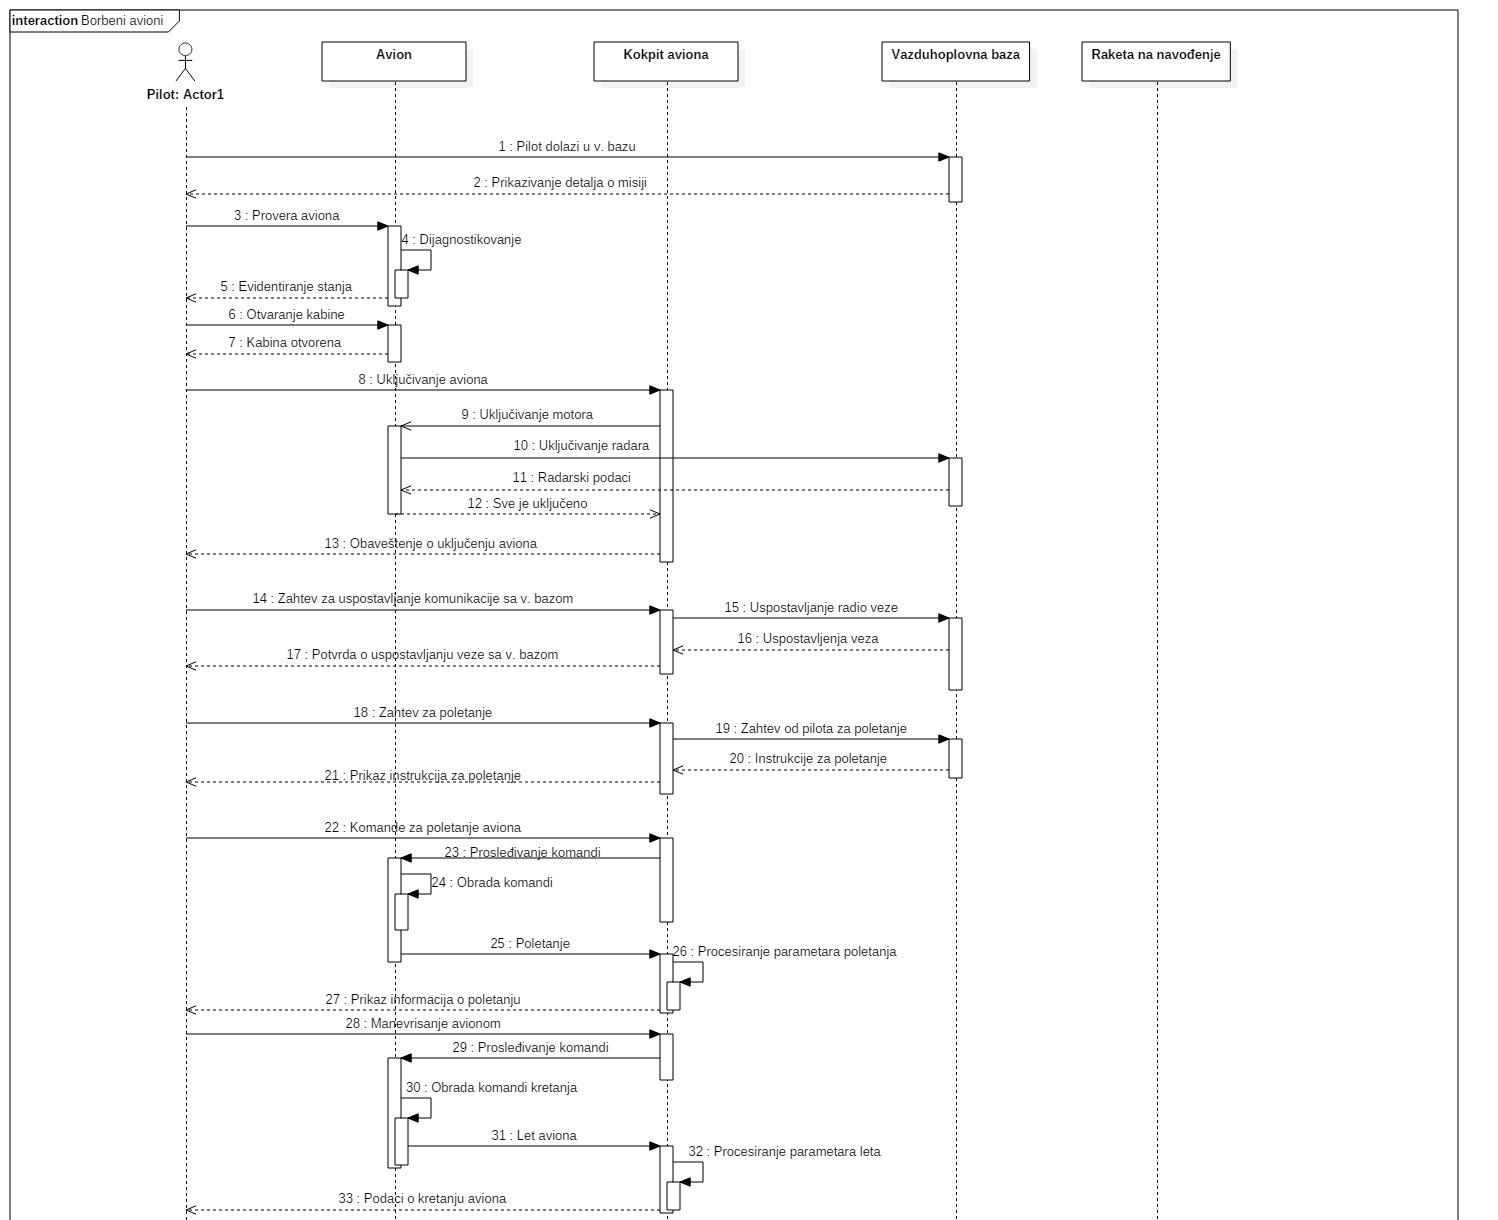 interaction Borbeni avioni
Pilot: Actor1
Avion
Kokpit aviona
Vazduhoplovna baza
Raketa na navođenje
1 : Pilot dolazi u v. bazu
2 : Prikazivanje detalja o misiji
3 : Provera aviona
4 : Dijagnostikovanje
5 : Evidentiranje stanja
6 : Otvaranje kabine
7 : Kabina otvorena
8 : Uključivanje aviona
9 : Uključivanje motora
10 : Uključivanje radara
11 : Radarski podaci
12 : Sve je uključeno
13 : Obaveštenje o uključenju aviona
14 : Zahtev za uspostavljanje komunikacije sa v. bazom
15 : Uspostavljanje radio veze
16 : Uspostavljenja veza
17 : Potvrda o uspostavljanju veze sa v. bazom
18 : Zahtev za poletanje
19 : Zahtev od pilota za poletanje
20 : Instrukcije za poletanje
21 : Prikaz instrukcija za poletanje
22 : Komande za poletanje aviona
23 : Prosleđivanje komandi
24 : Obrada komandi
25 : Poletanje
26 : Procesiranje parametara poletanja
27 : Prikaz informacija o poletanju
28 : Manevrisanje avionom
29 : Prosleđivanje komandi
30 : Obrada komandi kretanja
31 : Let aviona
32 : Procesiranje parametara leta
33 : Podaci o kretanju aviona